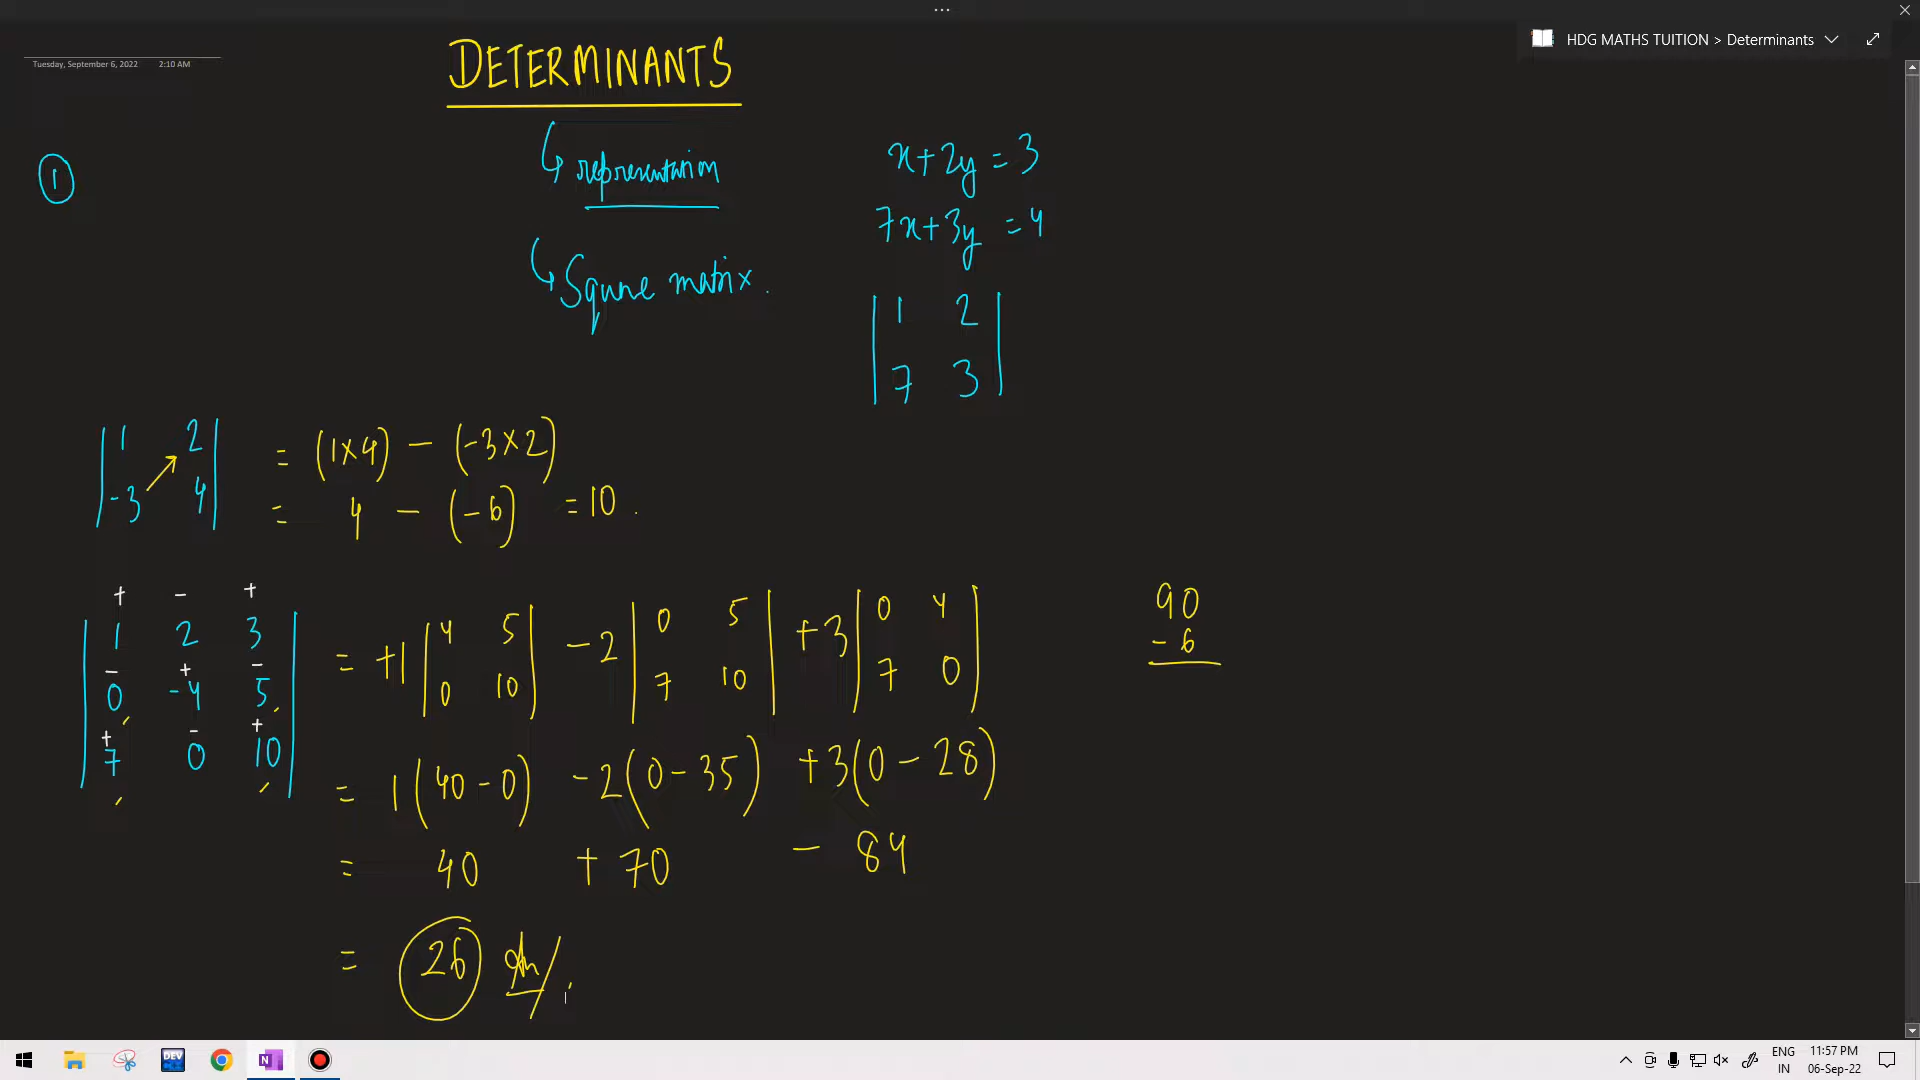 HDG MATHS TUITION > Determinants
Tuesday, September 6, 2022 2:10 AM
DETERMINANTS
①
↳ representation
↳ Square matrix.
x+2y=3
7x+3y=4
| 1 2 |
| 7 3 |
| 1 2 | = (1×4) − (-3×2)
| -3 4 | = 4 − (-6) = 10.
+ - +
| 1 2 3 | = +1 | 4 5 | -2 | 0 5 | +3 | 0 4 |
- + -
| 0 -4 5 | | 0 10 | | 7 10 | | 7 0 |
+ - +
| 7 0 10 |
= 1(40-0) -2(0-35) +3(0-28)
= 40 + 70 - 84
= 26 An/
90
- 6
ENG
IN
11:57 PM
06-Sep-22